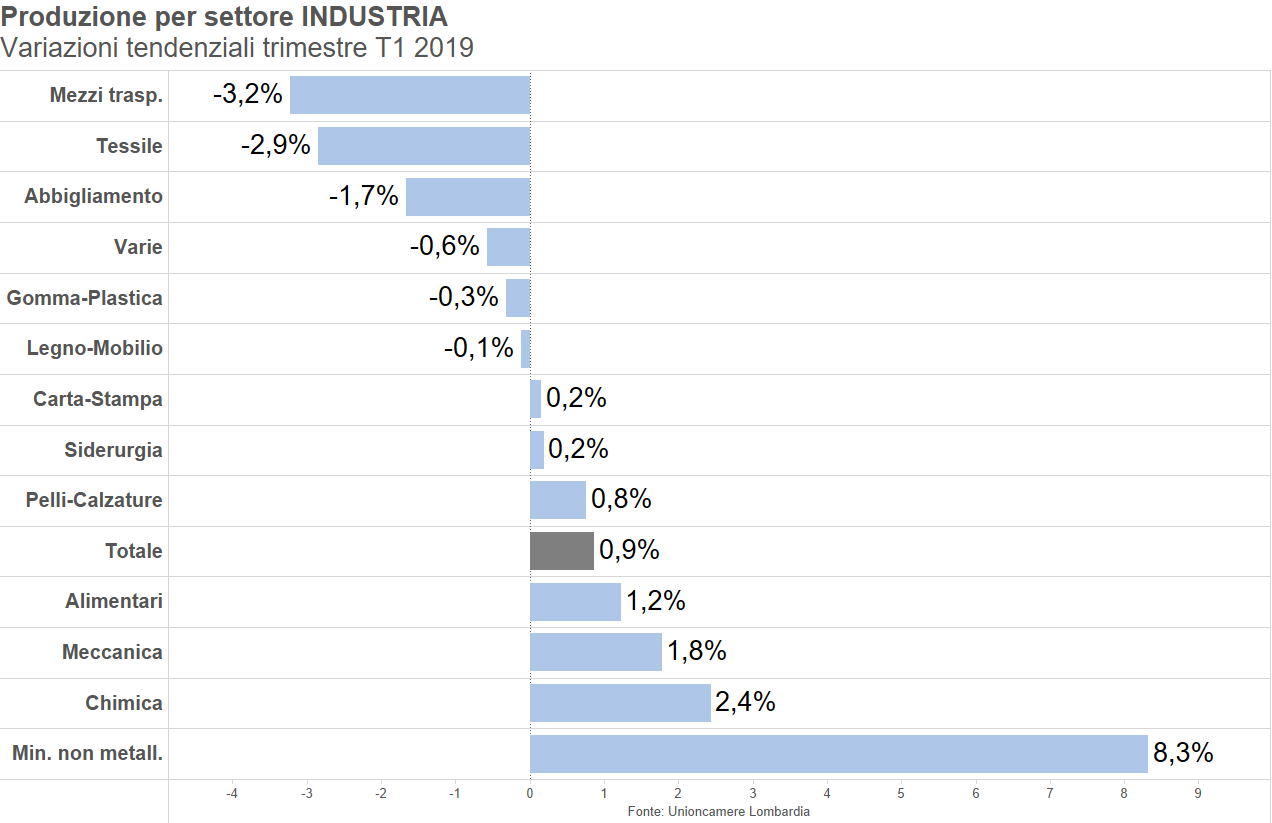 Produzione per settore INDUSTRIA
Variazioni tendenziali trimestre T1 2019
Mezzi trasp. -3,2%
Tessile -2,9%
Abbigliamento -1,7%
Varie -0,6%
Gomma-Plastica -0,3%
Legno-Mobilio -0,1%
Carta-Stampa 0,2%
Siderurgia 0,2%
Pelli-Calzature 0,8%
Totale 0,9%
Alimentari 1,2%
Meccanica 1,8%
Chimica 2,4%
Min. non metall. 8,3%
-4 -3 -2 -1 0 1 2 3 4 5 6 7 8 9
Fonte: Unioncamere Lombardia